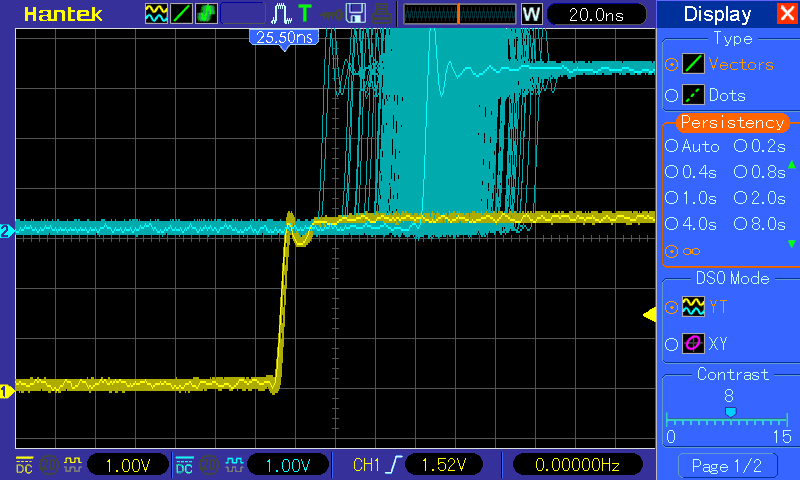 Hantek T W 20.0ns Display
25.50ns
Type
Vectors
Dots
Persistency
Auto 0.2s
0.4s 0.8s
1.0s 2.0s
4.0s 8.0s
∞
DSO Mode
YT
XY
Contrast
8
0 15
2
1
DC 20 1.00V DC 20 1.00V CH1 1.52V 0.00000Hz Page 1/2